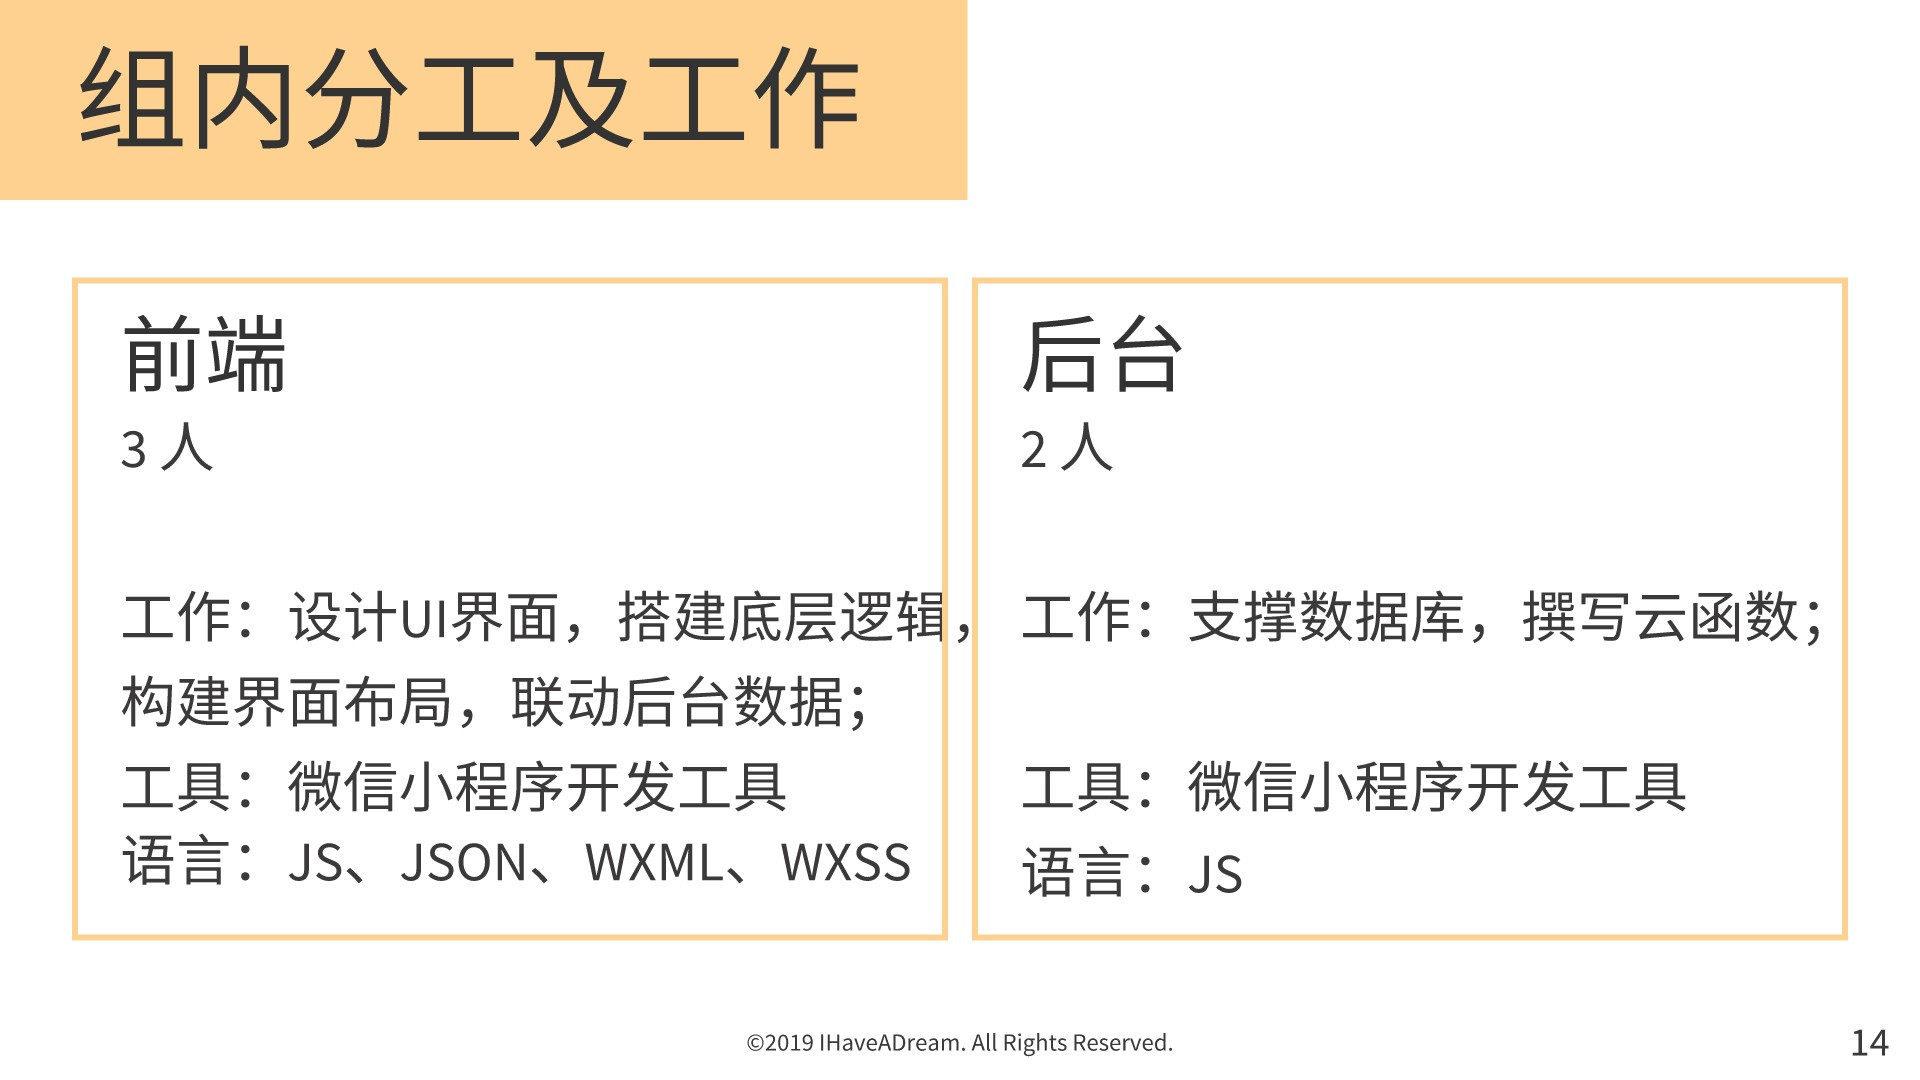 组内分工及工作
前端
3 人
工作：设计UI界面，搭建底层逻辑，
构建界面布局，联动后台数据；
工具：微信小程序开发工具
语言：JS、JSON、WXML、WXSS
后台
2 人
工作：支撑数据库，撰写云函数；
工具：微信小程序开发工具
语言：JS
©2019 IHaveADream. All Rights Reserved.
14